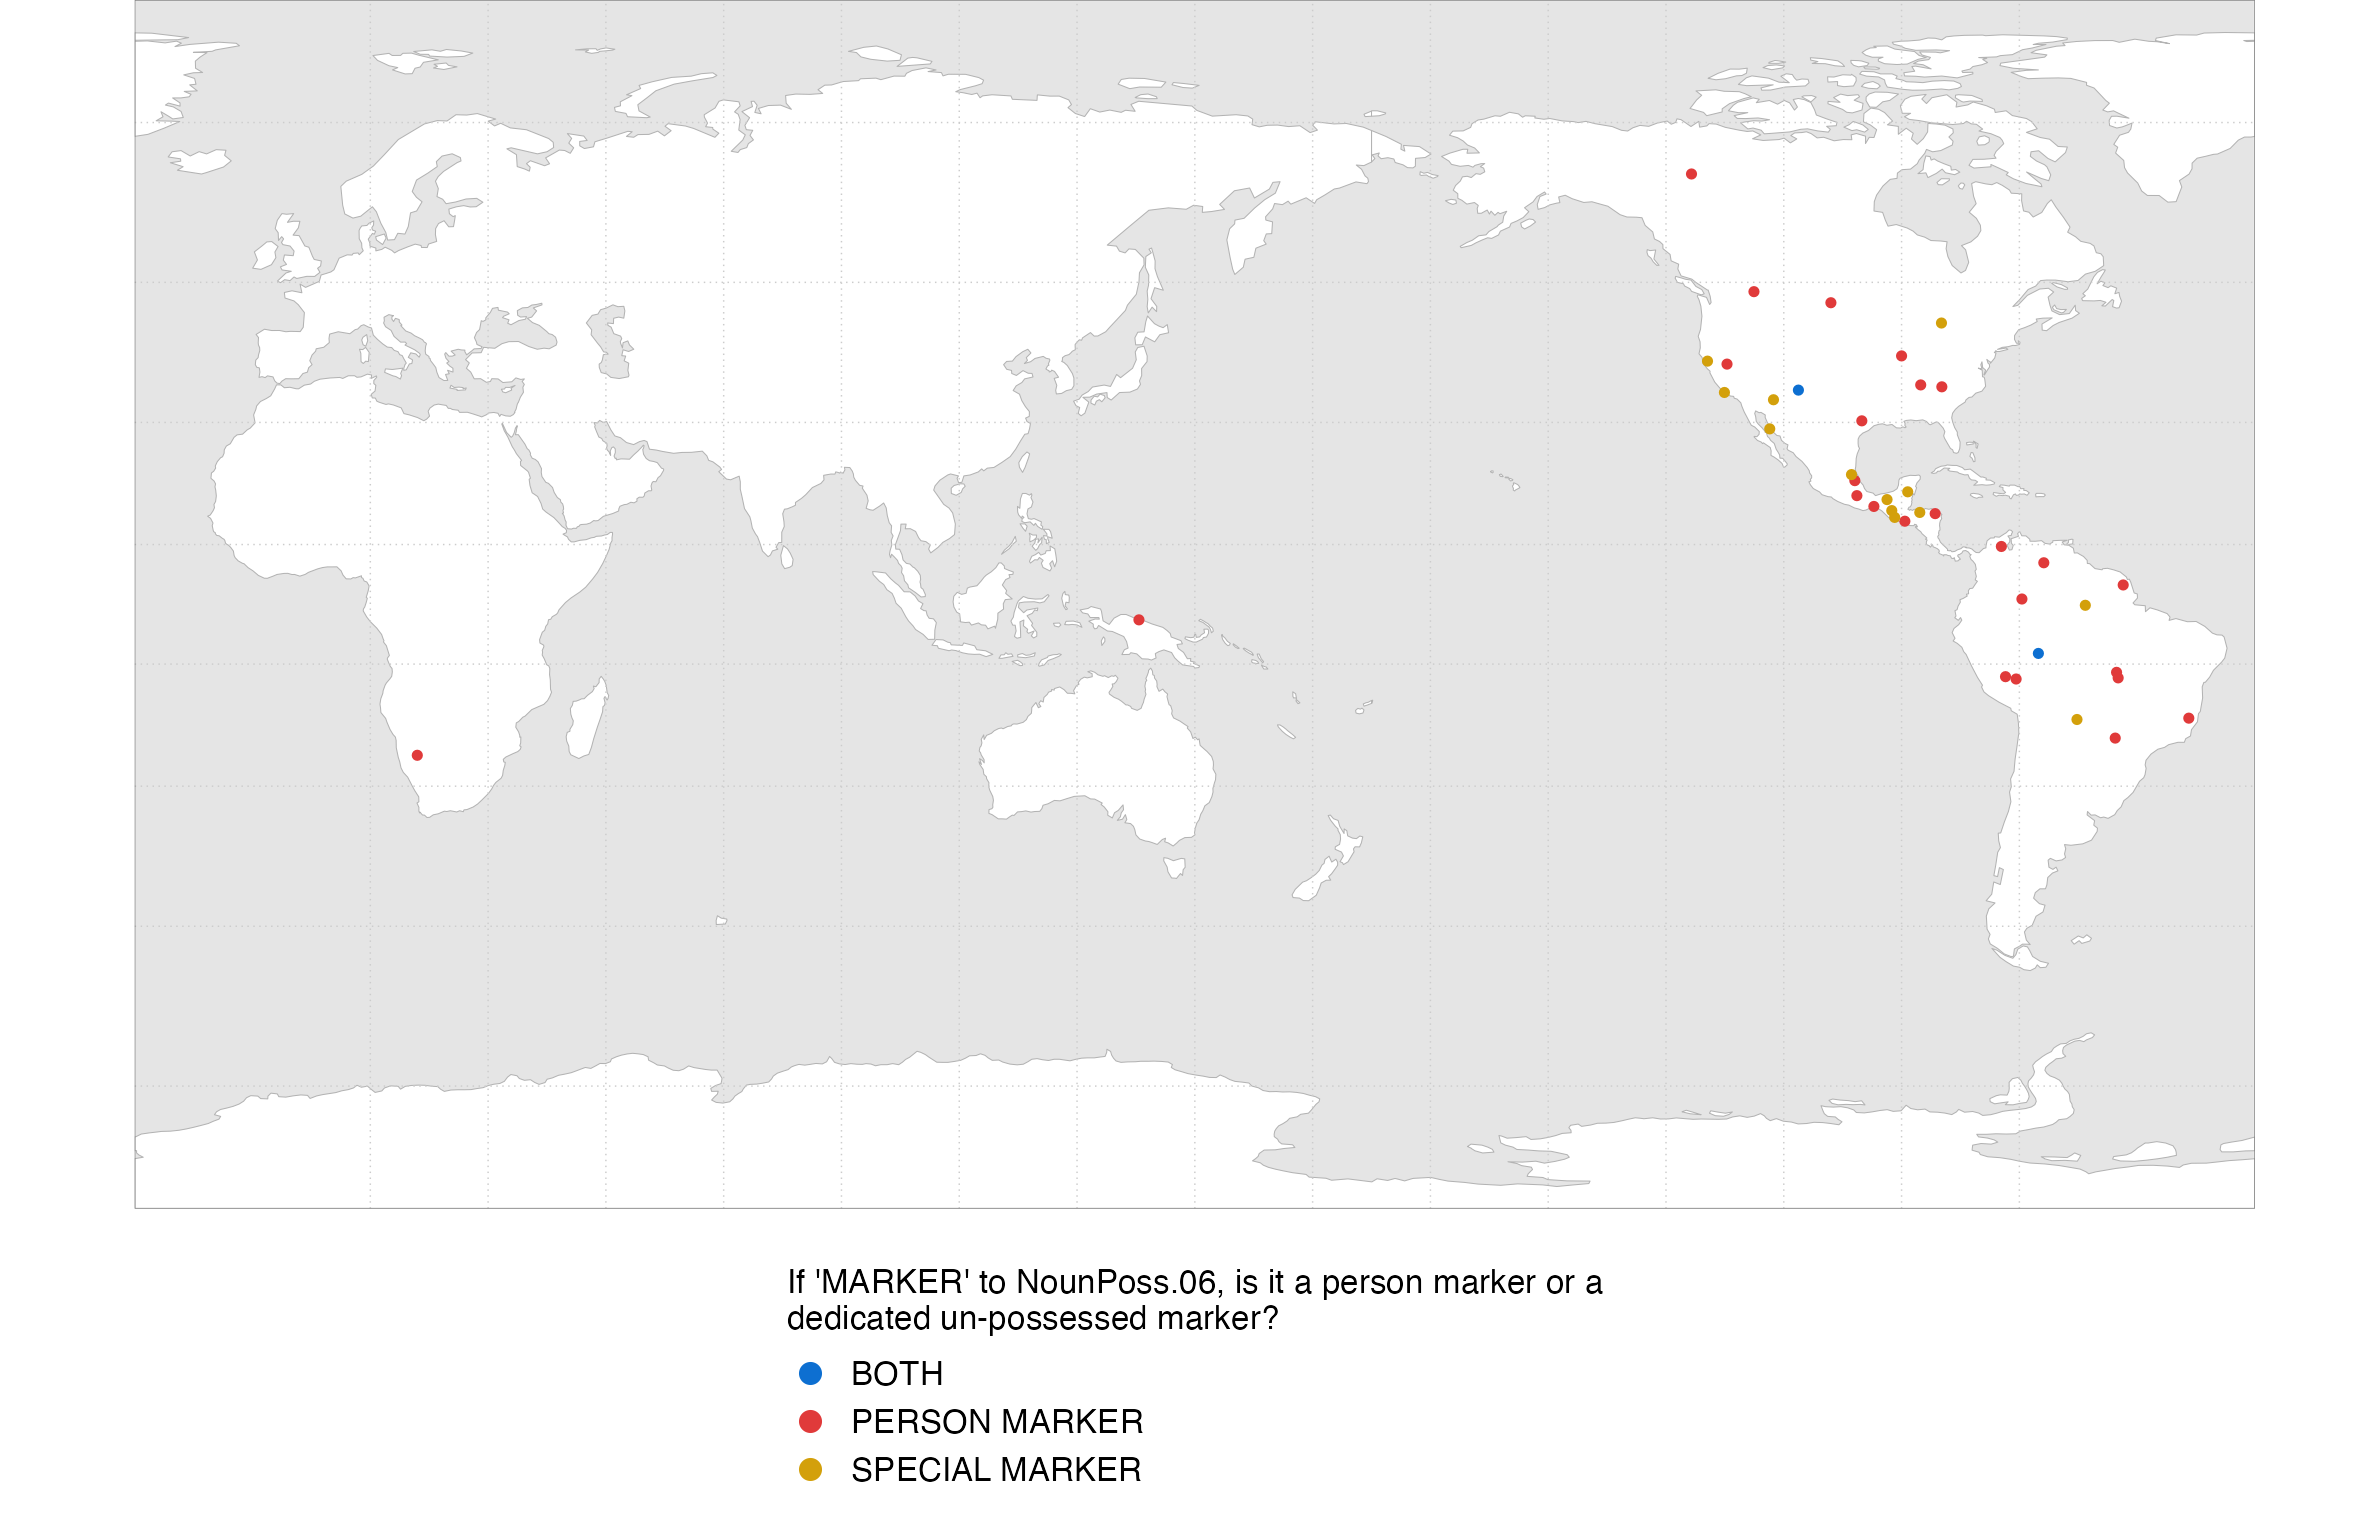 If 'MARKER' to NounPoss.06, is it a person marker or a
dedicated un-possessed marker?
BOTH
PERSON MARKER
SPECIAL MARKER